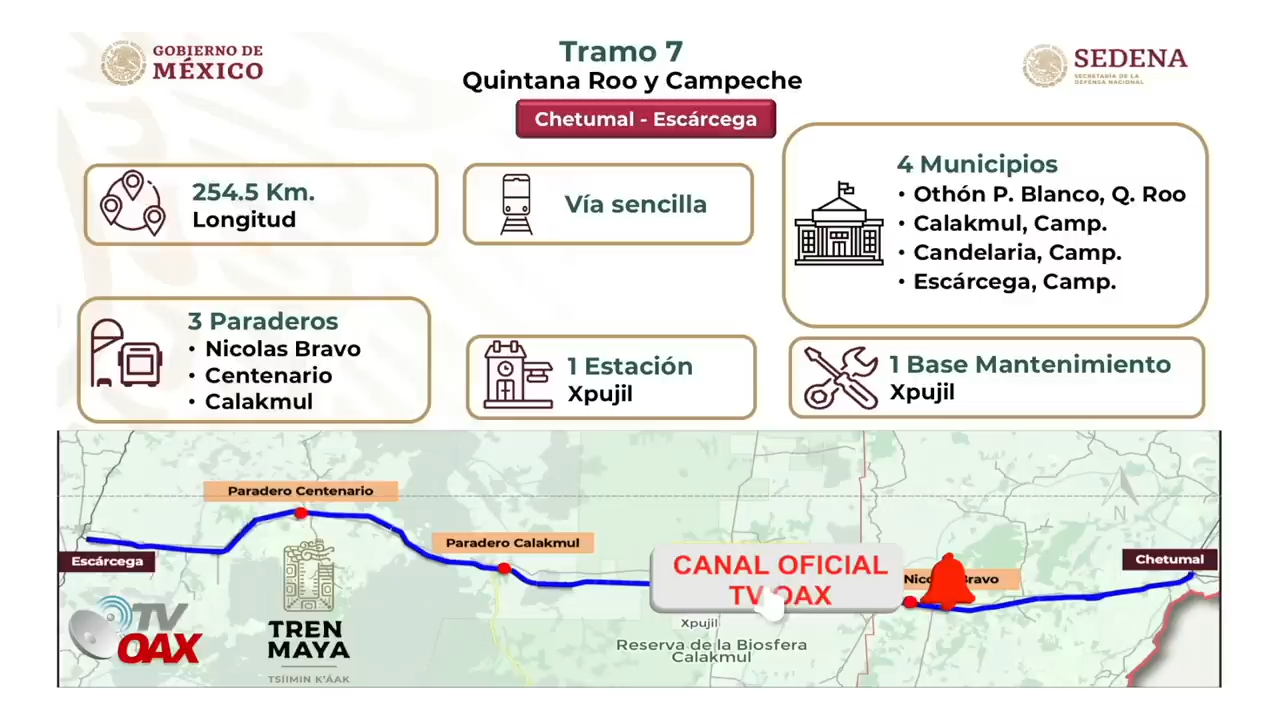 GOBIERNO DE
MÉXICO
Tramo 7
Quintana Roo y Campeche
Chetumal - Escárcega
SEDENA
SECRETARÍA DE LA
DEFENSA NACIONAL
254.5 Km.
Longitud
Vía sencilla
4 Municipios
• Othón P. Blanco, Q. Roo
• Calakmul, Camp.
• Candelaria, Camp.
• Escárcega, Camp.
3 Paraderos
• Nicolas Bravo
• Centenario
• Calakmul
1 Estación
Xpujil
1 Base Mantenimiento
Xpujil
Paradero Centenario
Paradero Calakmul
Escárcega
CANAL OFICIAL
TV OAX
Bravo
Chetumal
N
TV
OAX
TREN
MAYA
TSÍIMIN K'ÁAK
Xpujil
Reserva de la Biosfera
Calakmul